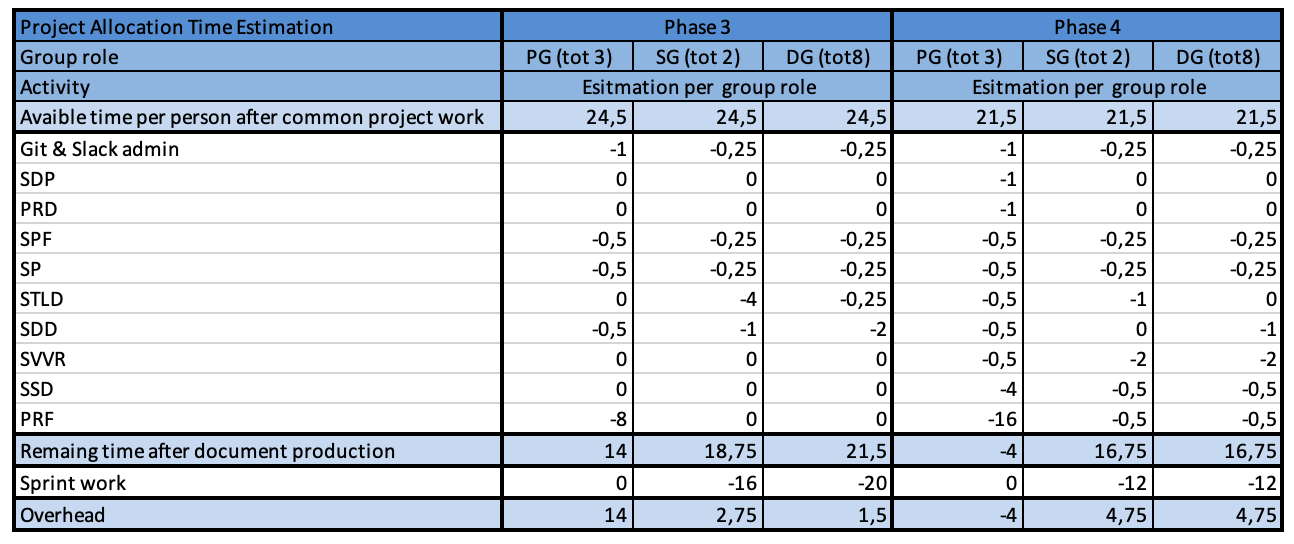 Project Allocation Time Estimation Phase 3 Phase 4
Group role PG (tot 3) SG (tot 2) DG (tot8) PG (tot 3) SG (tot 2) DG (tot8)
Activity Esitmation per group role Esitmation per group role
Avaible time per person after common project work 24,5 24,5 24,5 21,5 21,5 21,5
Git & Slack admin -1 -0,25 -0,25 -1 -0,25 -0,25
SDP 0 0 0 -1 0 0
PRD 0 0 0 -1 0 0
SPF -0,5 -0,25 -0,25 -0,5 -0,25 -0,25
SP -0,5 -0,25 -0,25 -0,5 -0,25 -0,25
STLD 0 -4 -0,25 -0,5 -1 0
SDD -0,5 -1 -2 -0,5 0 -1
SVVR 0 0 0 -0,5 -2 -2
SSD 0 0 0 -4 -0,5 -0,5
PRF -8 0 0 -16 -0,5 -0,5
Remaing time after document production 14 18,75 21,5 -4 16,75 16,75
Sprint work 0 -16 -20 0 -12 -12
Overhead 14 2,75 1,5 -4 4,75 4,75